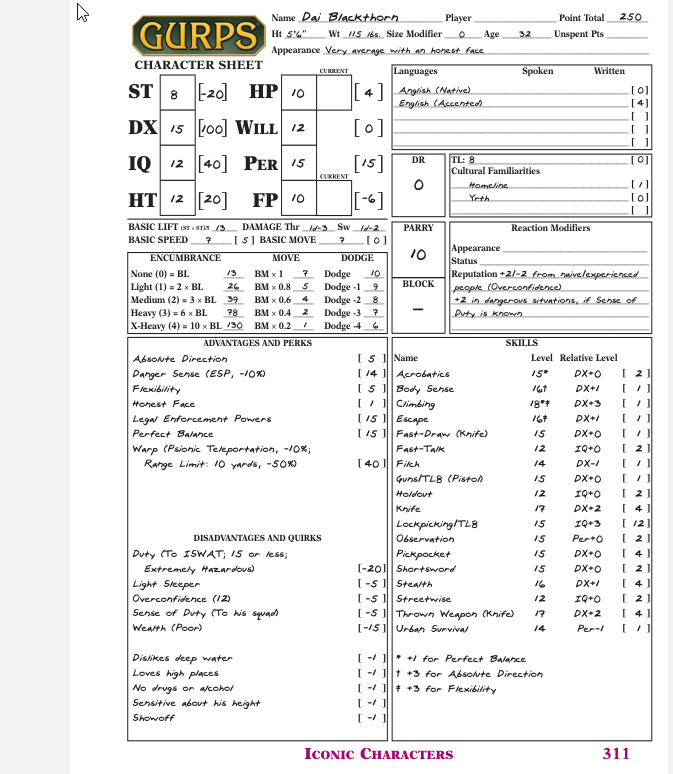 GURPS
CHARACTER SHEET
Name Dai Blackthorn Player Point Total 250
Ht 5'6" Wt 115 lbs. Size Modifier 0 Age 32 Unspent Pts
Appearance Very average with an honest face
CURRENT
ST 8 [-20] HP 10 [ 4 ]
DX 15 [100] WILL 12 [ 0 ]
IQ 12 [40] PER 15 [15]
CURRENT
HT 12 [20] FP 10 [-6]
Languages Spoken Written
Anglish (Native) [ 0 ]
English (Accented) [ 4 ]
[ ]
[ ]
[ ]
DR
0
TL: 8 [ 0 ]
Cultural Familiarities
Homeline [ 1 ]
Yrth [ 0 ]
[ ]
BASIC LIFT (ST × ST)/5 13 DAMAGE Thr 1d-3 Sw 1d-2
BASIC SPEED 7 [ 5 ] BASIC MOVE 7 [ 0 ]
ENCUMBRANCE MOVE DODGE
None (0) = BL 13 BM × 1 7 Dodge 10
Light (1) = 2 × BL 26 BM × 0.8 5 Dodge -1 9
Medium (2) = 3 × BL 39 BM × 0.6 4 Dodge -2 8
Heavy (3) = 6 × BL 78 BM × 0.4 2 Dodge -3 7
X-Heavy (4) = 10 × BL 130 BM × 0.2 1 Dodge -4 6
PARRY
10
BLOCK
–
Reaction Modifiers
Appearance
Status
Reputation +2/-2 from naive/experienced
people (Overconfidence)
+2 in dangerous situations, if Sense of
Duty is known
ADVANTAGES AND PERKS
Absolute Direction [ 5 ]
Danger Sense (ESP, -10%) [ 14 ]
Flexibility [ 5 ]
Honest Face [ 1 ]
Legal Enforcement Powers [ 15 ]
Perfect Balance [ 15 ]
Warp (Psionic Teleportation, -10%;
Range Limit: 10 yards, -50%) [ 40 ]
DISADVANTAGES AND QUIRKS
Duty (To ISWAT; 15 or less;
Extremely Hazardous) [-20]
Light Sleeper [ -5 ]
Overconfidence (12) [ -5 ]
Sense of Duty (To his squad) [ -5 ]
Wealth (Poor) [ -15 ]
Dislikes deep water [ -1 ]
Loves high places [ -1 ]
No drugs or alcohol [ -1 ]
Sensitive about his height [ -1 ]
Showoff [ -1 ]
SKILLS
Name Level Relative Level
Acrobatics 15* DX+0 [ 2 ]
Body Sense 16† DX+1 [ 1 ]
Climbing 18*‡ DX+3 [ 1 ]
Escape 16‡ DX+1 [ 1 ]
Fast-Draw (Knife) 15 DX+0 [ 1 ]
Fast-Talk 12 IQ+0 [ 2 ]
Filch 14 DX-1 [ 1 ]
Guns/TL8 (Pistol) 15 DX+0 [ 1 ]
Holdout 12 IQ+0 [ 2 ]
Knife 17 DX+2 [ 4 ]
Lockpicking/TL8 15 IQ+3 [ 12 ]
Observation 15 Per+0 [ 2 ]
Pickpocket 15 DX+0 [ 4 ]
Shortsword 15 DX+0 [ 2 ]
Stealth 16 DX+1 [ 4 ]
Streetwise 12 IQ+0 [ 2 ]
Thrown Weapon (Knife) 17 DX+2 [ 4 ]
Urban Survival 14 Per-1 [ 1 ]
* +1 for Perfect Balance
† +3 for Absolute Direction
‡ +3 for Flexibility
ICONIC CHARACTERS 311